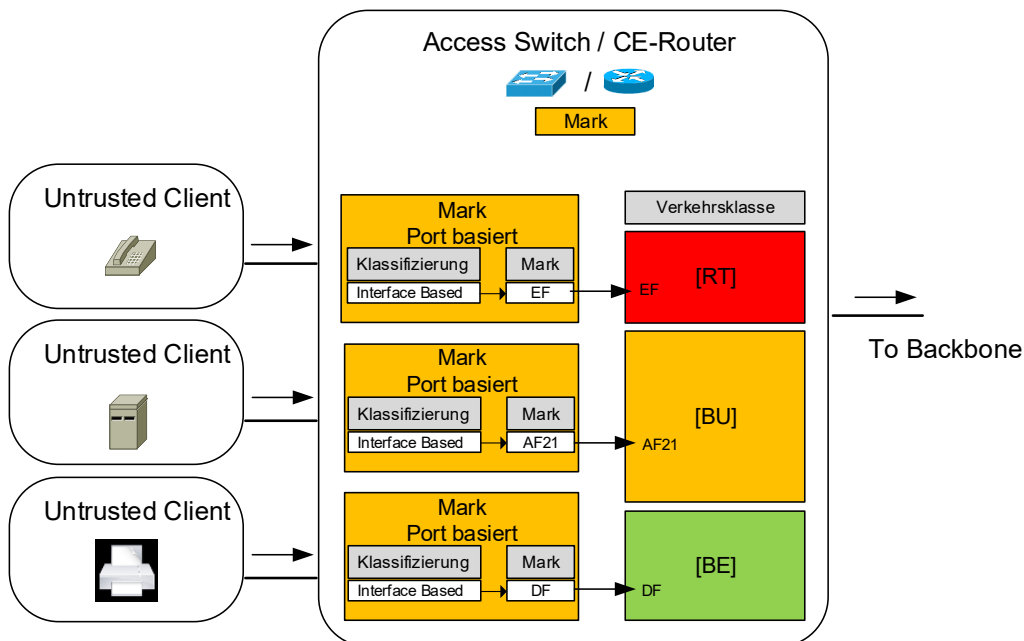 Access Switch / CE-Router
/
Mark
Untrusted Client
Mark
Port basiert
Klassifizierung
Mark
Interface Based
EF
Verkehrsklasse
EF
[RT]
To Backbone
Untrusted Client
Mark
Port basiert
Klassifizierung
Mark
Interface Based
AF21
AF21
[BU]
Untrusted Client
Mark
Port basiert
Klassifizierung
Mark
Interface Based
DF
DF
[BE]